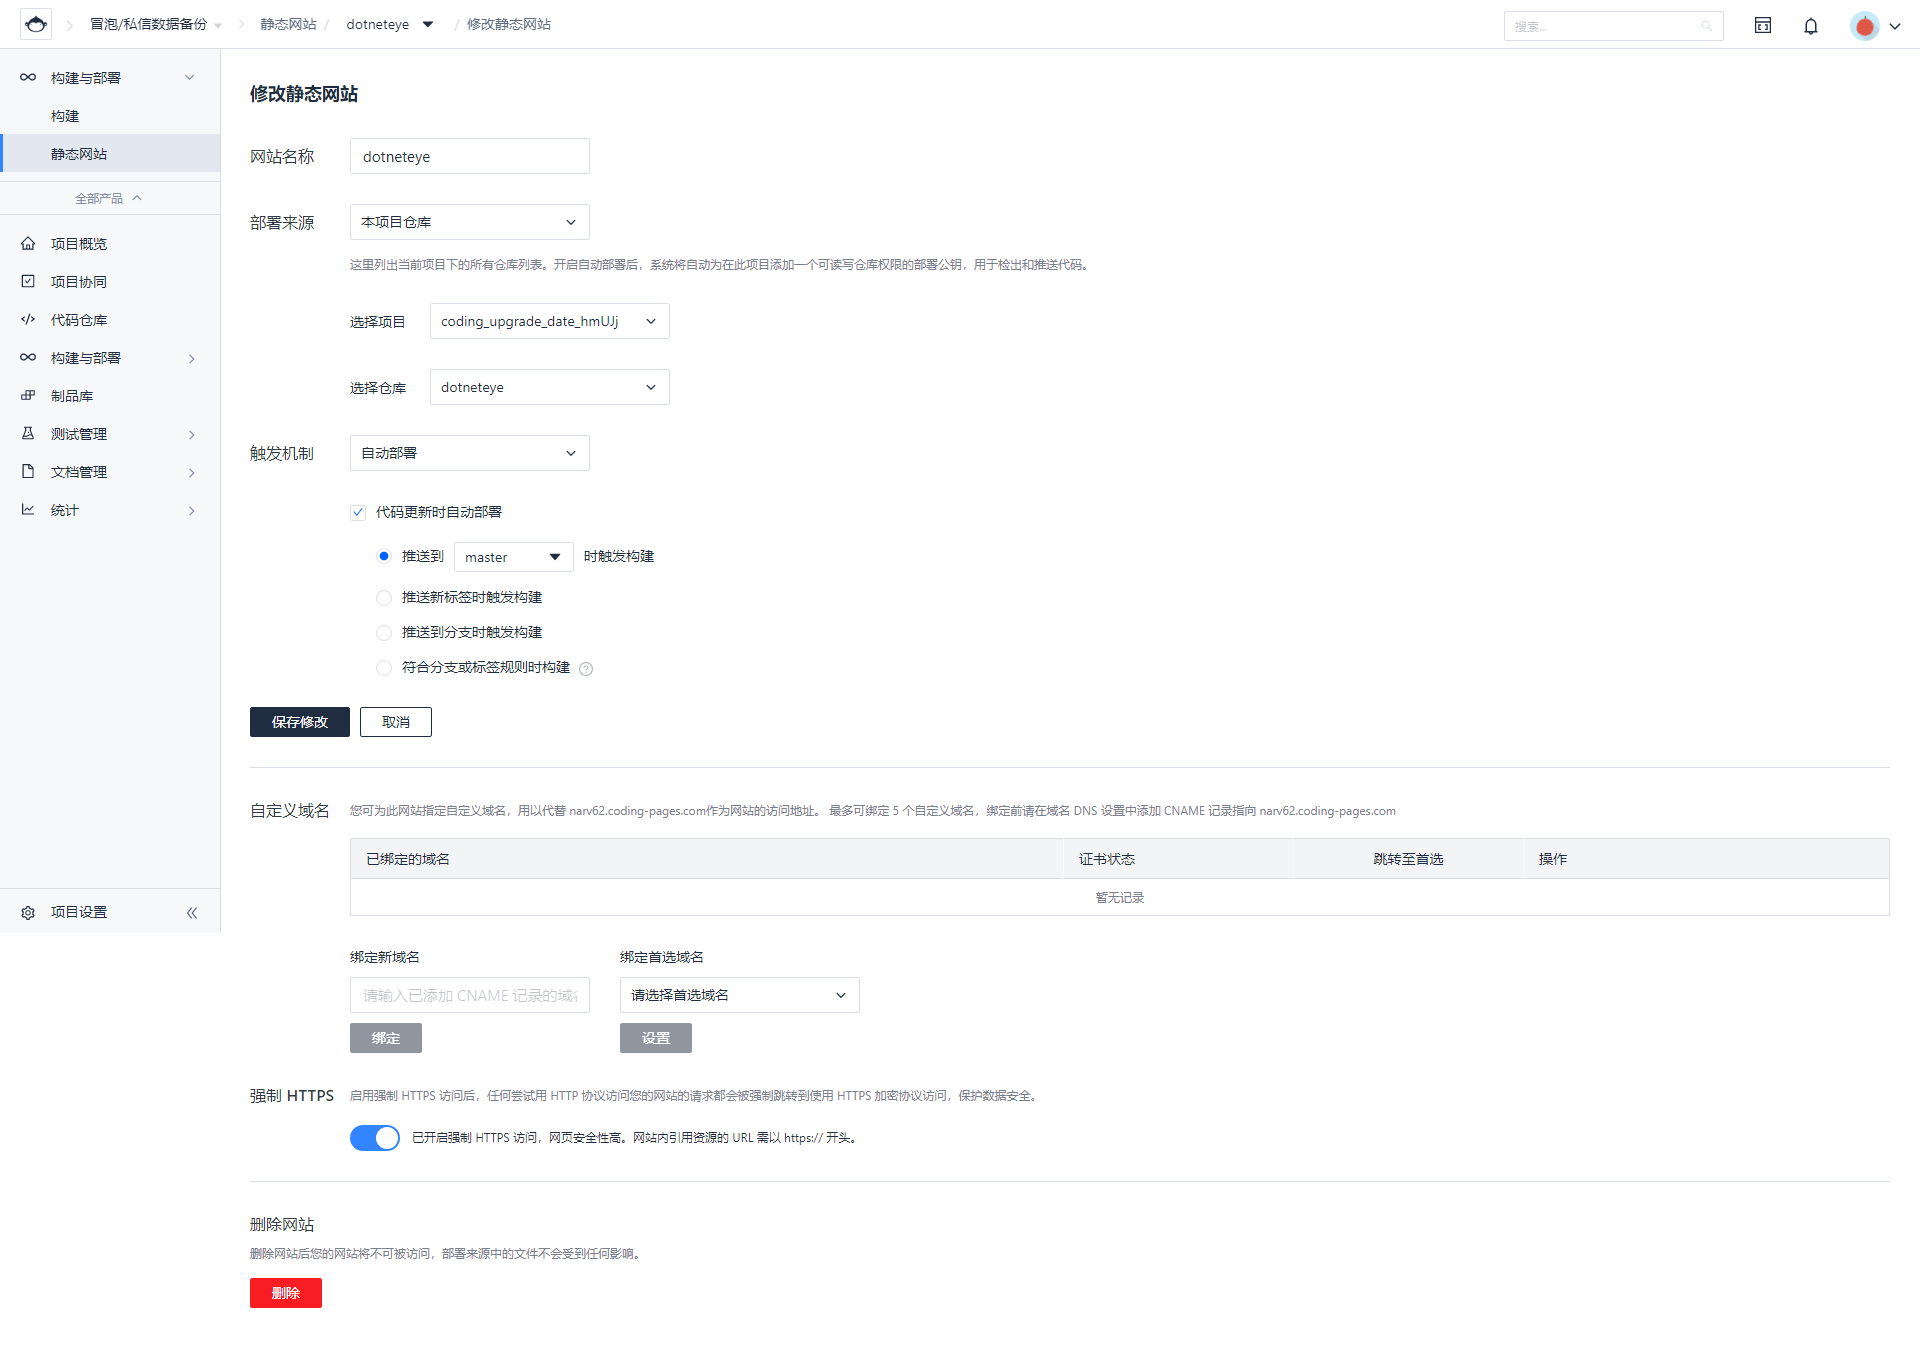 冒泡/私信数据备份
静态网站 /
dotneteye
/ 修改静态网站
搜索...
构建与部署
构建
静态网站
全部产品
项目概览
项目协同
代码仓库
构建与部署
制品库
测试管理
文档管理
统计
项目设置
修改静态网站
网站名称
dotneteye
部署来源
本项目仓库
这里列出当前项目下的所有仓库列表。开启自动部署后，系统将自动为在此项目添加一个可读写仓库权限的部署公钥，用于检出和推送代码。
选择项目
coding_upgrade_date_hmUJj
选择仓库
dotneteye
触发机制
自动部署
代码更新时自动部署
推送到 master 时触发构建
推送新标签时触发构建
推送到分支时触发构建
符合分支或标签规则时构建 ?
保存修改
取消
自定义域名
您可为此网站指定自定义域名，用以代替 narv62.coding-pages.com作为网站的访问地址。 最多可绑定 5 个自定义域名，绑定前请在域名 DNS 设置中添加 CNAME 记录指向 narv62.coding-pages.com
已绑定的域名 证书状态 跳转至首选 操作
暂无记录
绑定新域名
请输入已添加 CNAME 记录的域
绑定
绑定首选域名
请选择首选域名
设置
强制 HTTPS
启用强制 HTTPS 访问后，任何尝试用 HTTP 协议访问您的网站的请求都会被强制跳转到使用 HTTPS 加密协议访问，保护数据安全。
已开启强制 HTTPS 访问，网页安全性高。网站内引用资源的 URL 需以 https:// 开头。
删除网站
删除网站后您的网站将不可被访问，部署来源中的文件不会受到任何影响。
删除